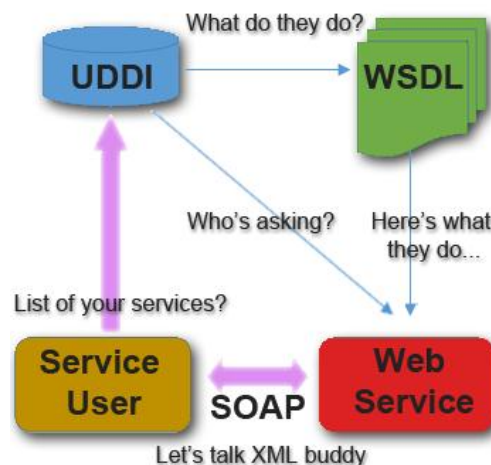 What do they do?
UDDI
WSDL
Who's asking?
Here's what
they do...
List of your services?
Service
User
SOAP
Web
Service
Let's talk XML buddy